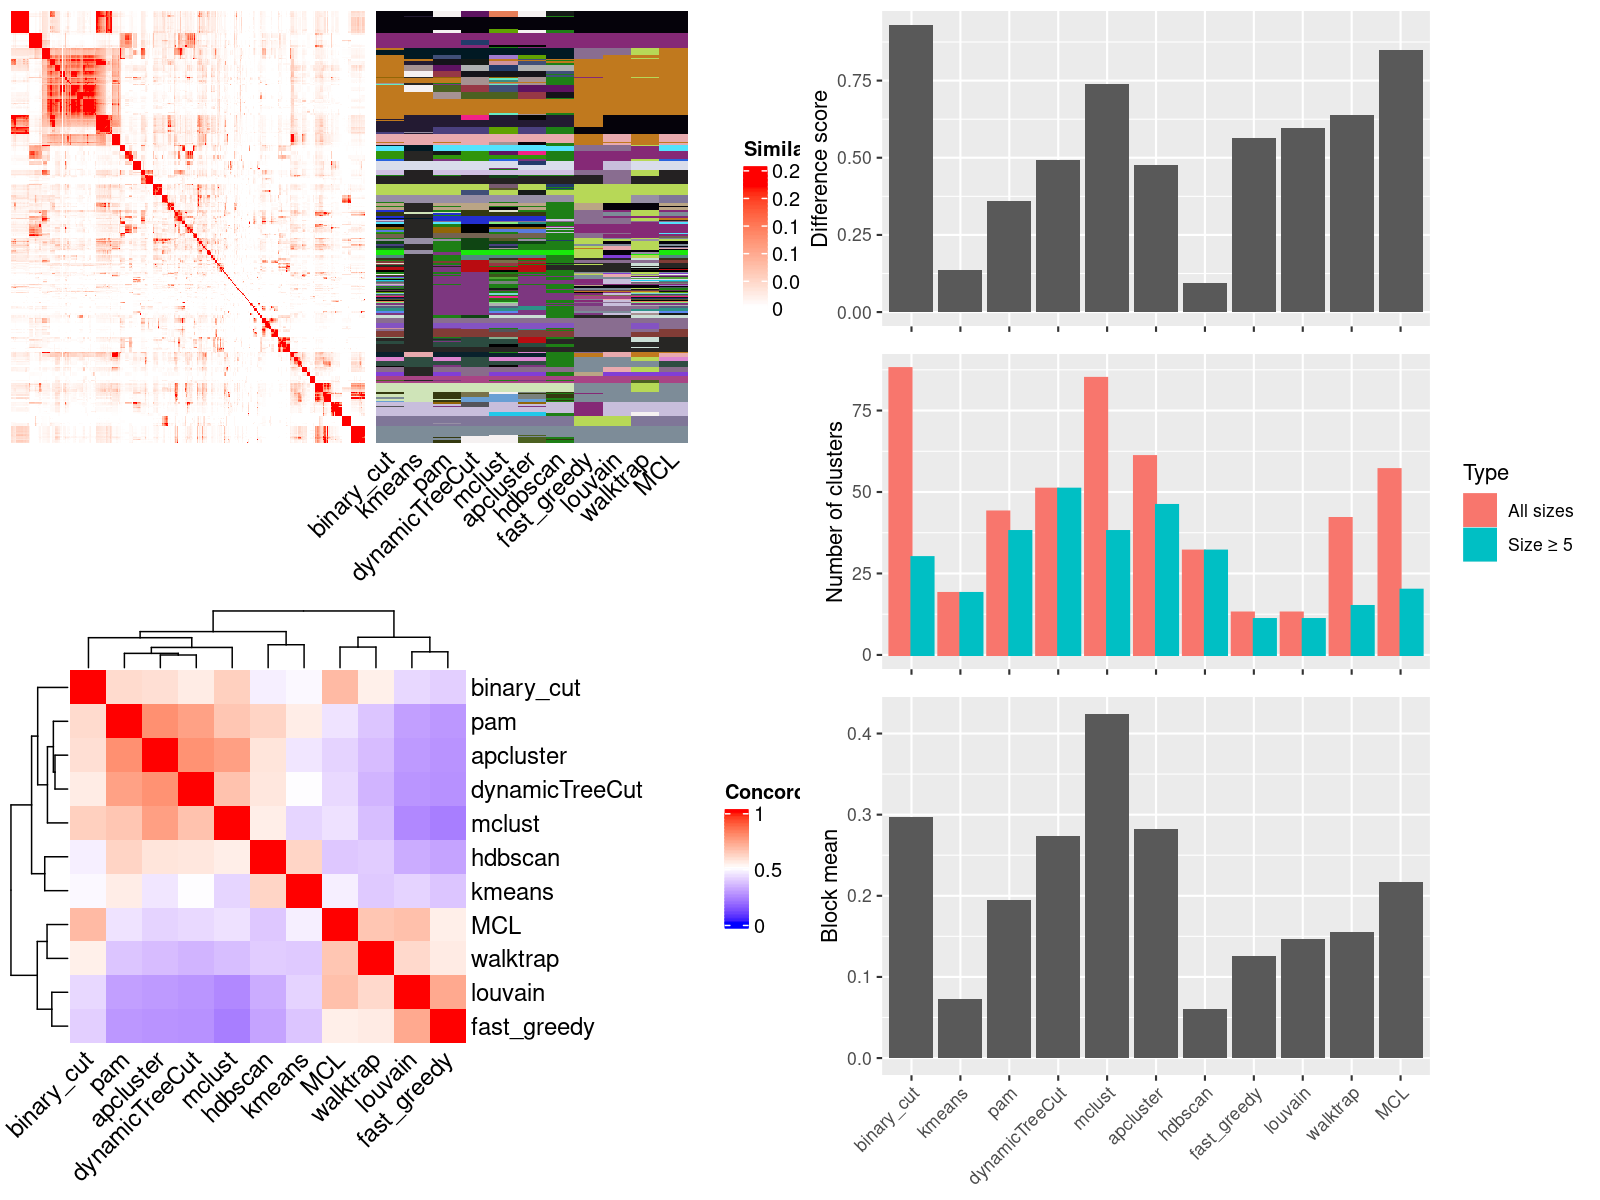 Simila
0.2
0.2
0.1
0.1
0.0
0
binary_cut
kmeans
pam
dynamicTreeCut
mclust
apcluster
hdbscan
fast_greedy
louvain
walktrap
MCL
binary_cut
pam
apcluster
dynamicTreeCut
mclust
hdbscan
kmeans
MCL
walktrap
louvain
fast_greedy
binary_cut
pam
apcluster
dynamicTreeCut
mclust
hdbscan
kmeans
MCL
walktrap
louvain
fast_greedy
Concord
1
0.5
0
Difference score
0.75
0.50
0.25
0.00
Number of clusters
75
50
25
0
Type
All sizes
Size ≥ 5
Block mean
0.4
0.3
0.2
0.1
0.0
binary_cut
kmeans
pam
dynamicTreeCut
mclust
apcluster
hdbscan
fast_greedy
louvain
walktrap
MCL